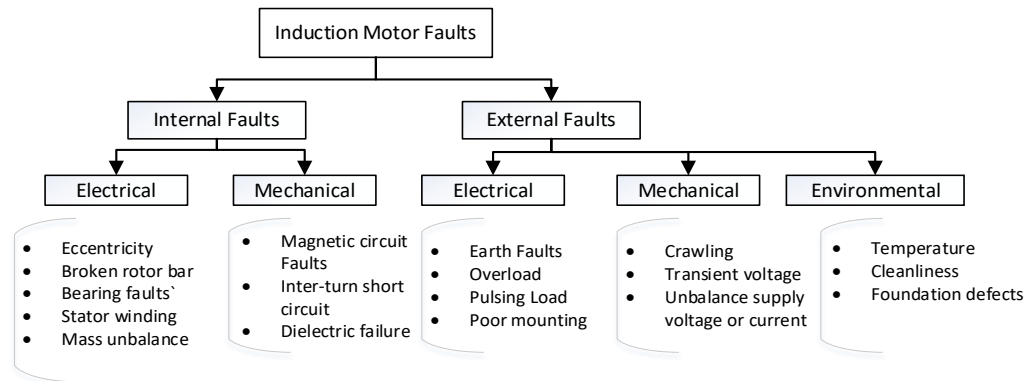 Induction Motor Faults
Internal Faults
External Faults
Electrical
Mechanical
Electrical
Mechanical
Environmental
• Eccentricity
• Broken rotor bar
• Bearing faults`
• Stator winding
• Mass unbalance
• Magnetic circuit
Faults
• Inter-turn short
circuit
• Dielectric failure
• Earth Faults
• Overload
• Pulsing Load
• Poor mounting
• Crawling
• Transient voltage
• Unbalance supply
voltage or current
• Temperature
• Cleanliness
• Foundation defects